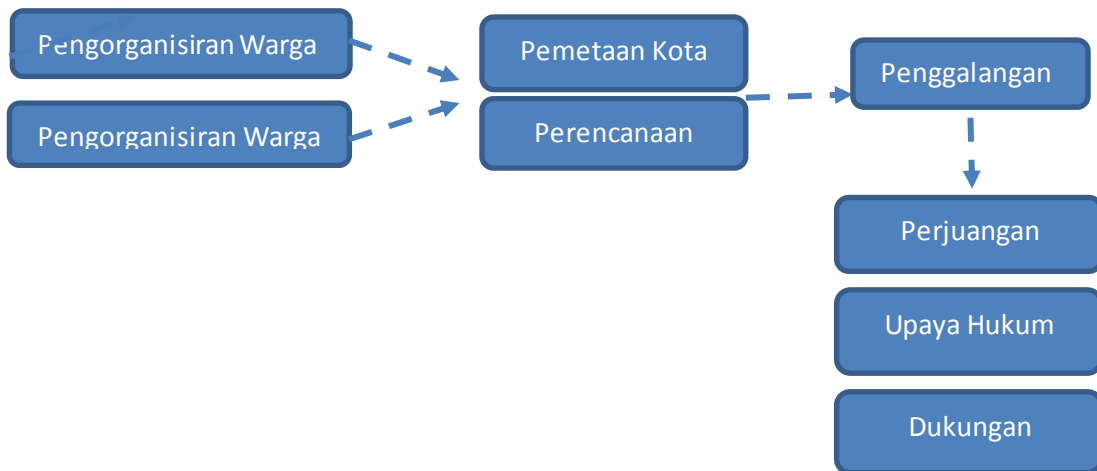 Pengorganisiran Warga
Pengorganisiran Warga
Pemetaan Kota
Perencanaan
Penggalangan
Perjuangan
Upaya Hukum
Dukungan